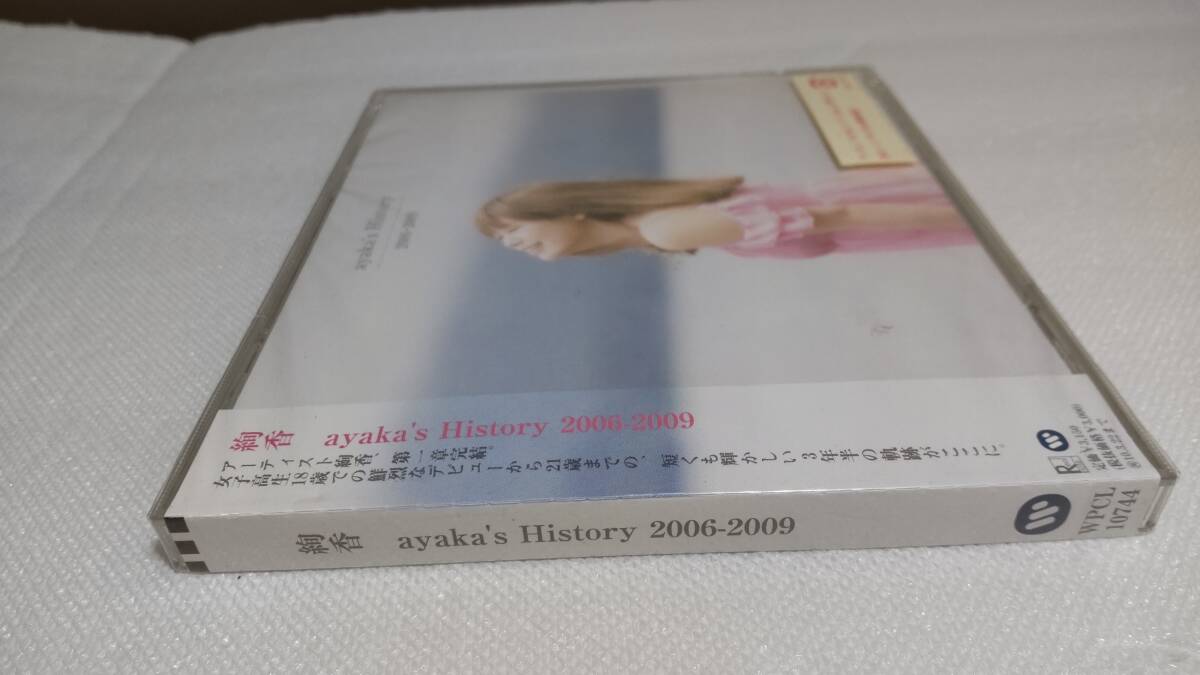 ayaka's History
2006-2009
絢香 ayaka's History 2006-2009
アーティスト絢香、第一章完結。
女子高生18歳での鮮烈なデビューから21歳までの、短くも輝かしい3年半の軌跡がここに。
絢香 ayaka's History 2006-2009
WPCL
10744